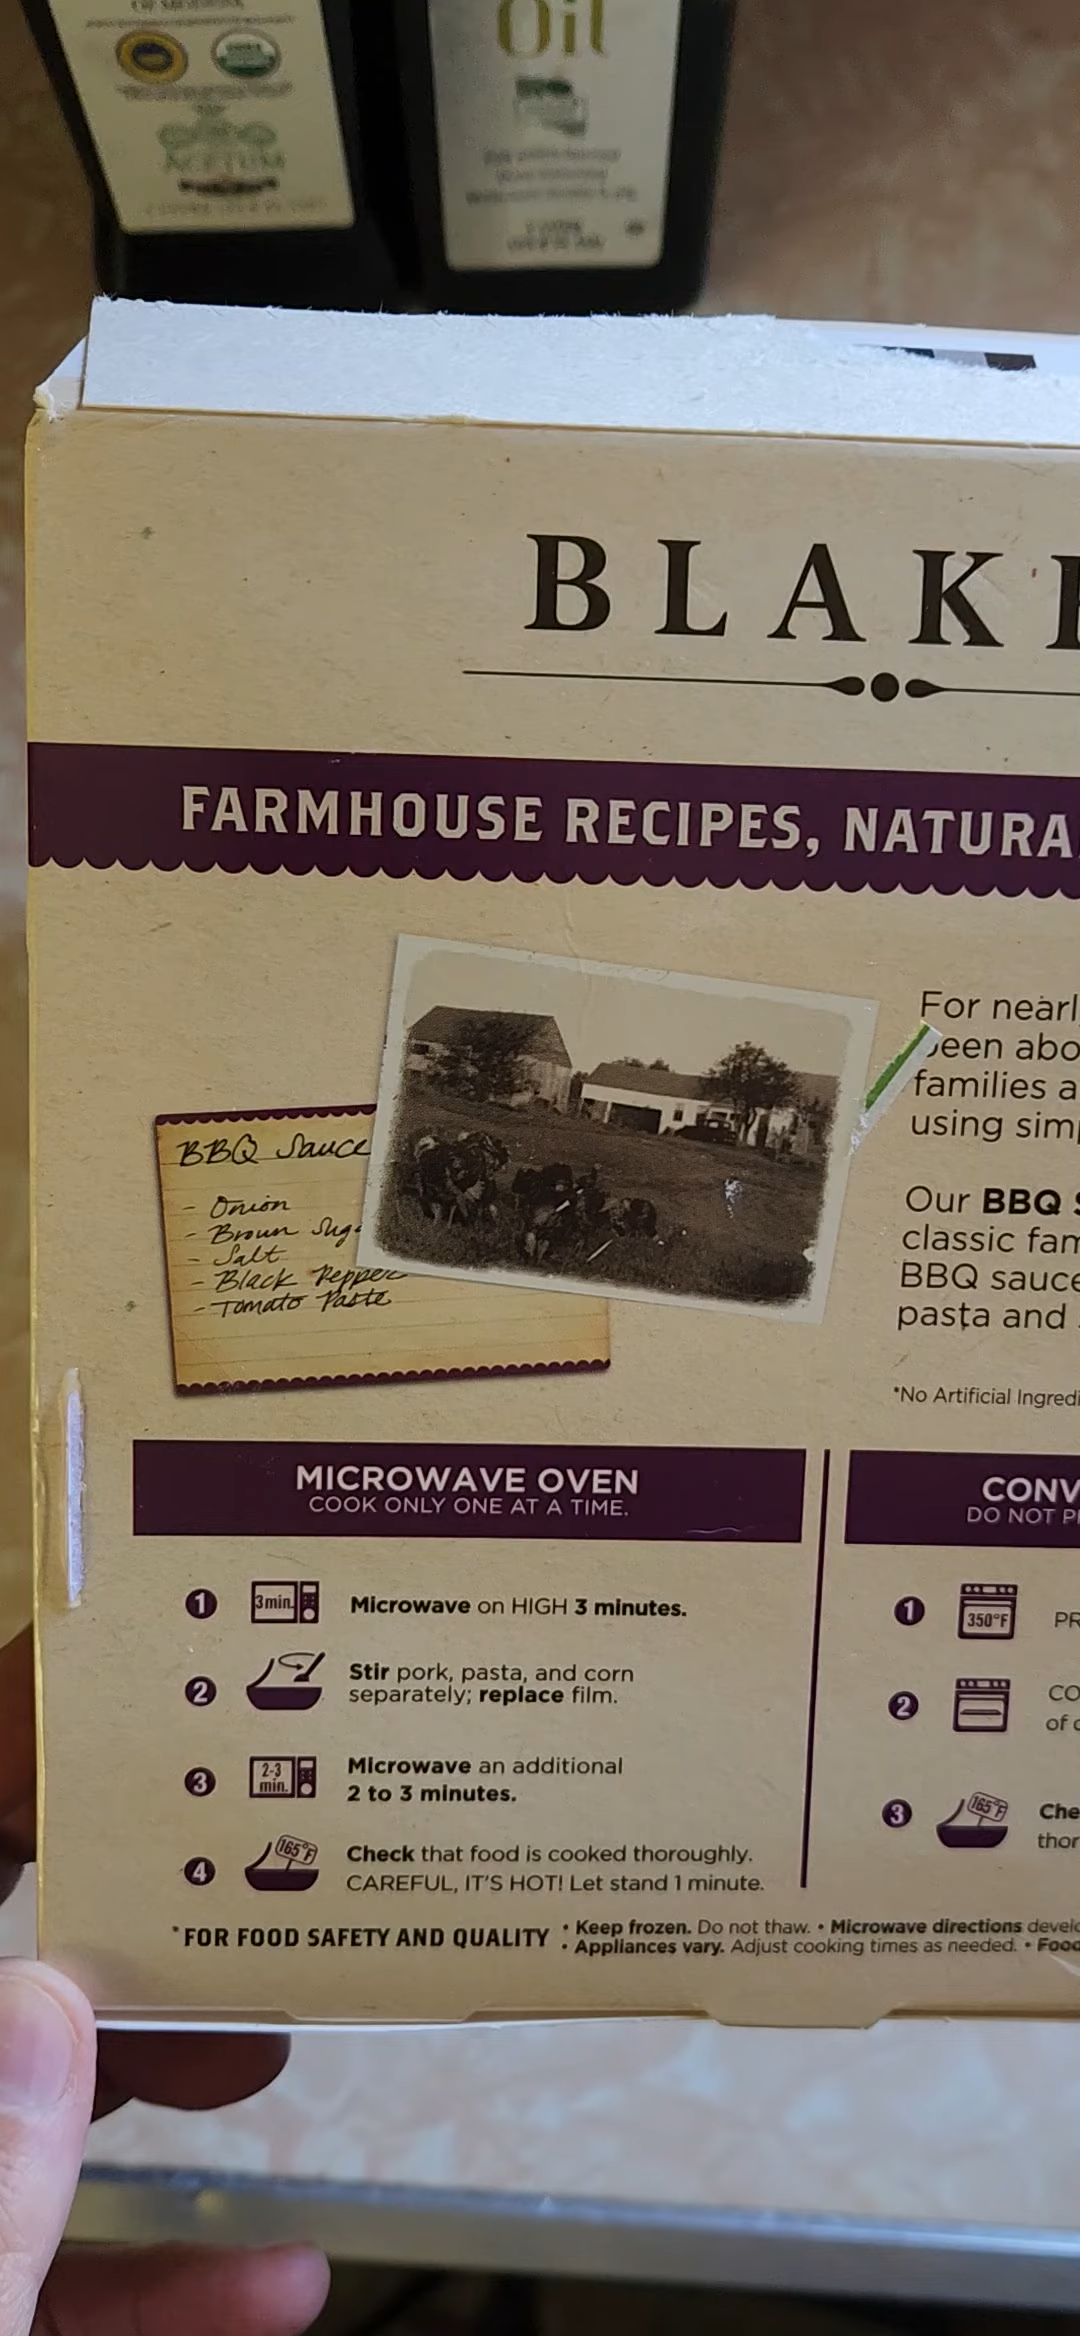 Oil
ACETUM
BLAK
FARMHOUSE RECIPES, NATURA
For nearl
been abo
families a
using sim
BBQ Sauce
- Onion
- Brown Sug
- Salt
- Black Pepper
- Tomato Paste
Our BBQ S
classic fam
BBQ sauce
pasta and
*No Artificial Ingredi
MICROWAVE OVEN
COOK ONLY ONE AT A TIME.
1 3min. Microwave on HIGH 3 minutes.
2 Stir pork, pasta, and corn
separately; replace film.
3 2-3 min. Microwave an additional
2 to 3 minutes.
4 165°F Check that food is cooked thoroughly.
CAREFUL, IT'S HOT! Let stand 1 minute.
CONV
DO NOT P
1 350°F PR
2 CO
of c
3 165°F Che
thor
*FOR FOOD SAFETY AND QUALITY
• Keep frozen. Do not thaw. • Microwave directions develo
• Appliances vary. Adjust cooking times as needed. • Food